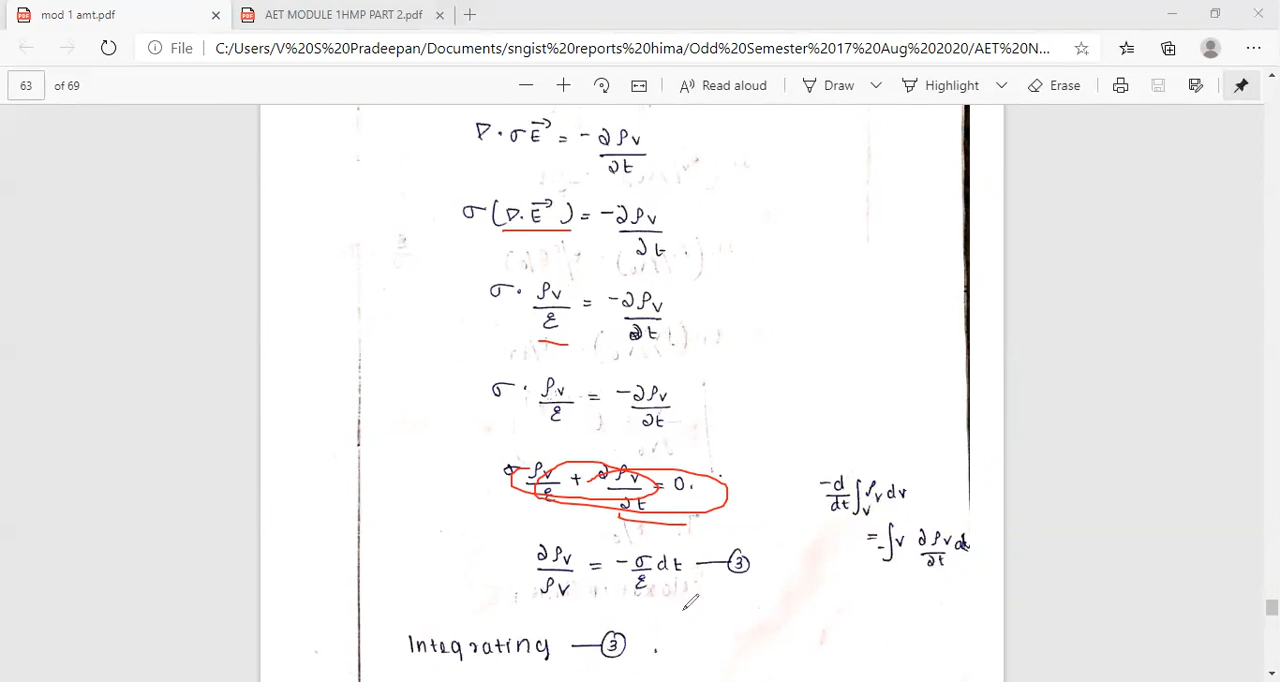 mod 1 amt.pdf
AET MODULE 1HMP PART 2.pdf
File
C:/Users/V%20S%20Pradeepan/Documents/sngist%20reports%20hima/Odd%20Semester%2017%20Aug%202020/AET%20N...
63 of 69
Read aloud
Draw
Highlight
Erase
∇·σE⃗ = -∂ρv/∂t
σ(∇.E⃗) = -∂ρv/∂t.
σ· ρv/ε = -∂ρv/∂t
σ· ρv/ε = -∂ρv/∂t
σ ρv/ε + ∂ρv/∂t = 0.
-d/dt ∫v ρv dv
= -∫v ∂ρv/∂t dv
∂ρv/ρv = -σ/ε dt —③
Integrating —③ .